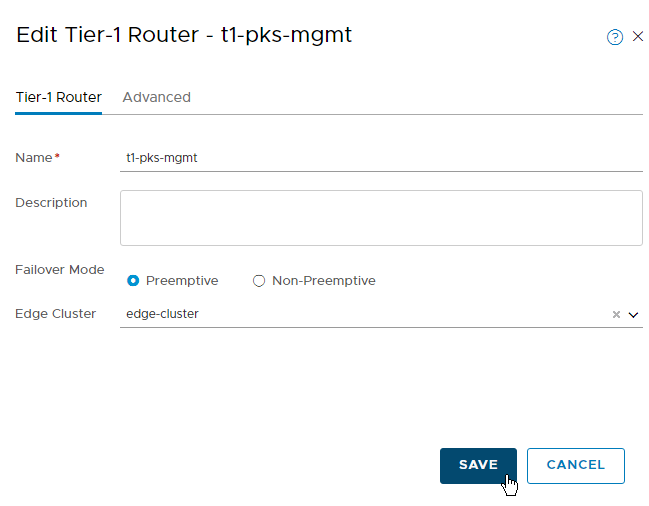 Edit Tier-1 Router - t1-pks-mgmt
Tier-1 Router Advanced
Name* t1-pks-mgmt
Description
Failover Mode
Preemptive Non-Preemptive
Edge Cluster edge-cluster
SAVE CANCEL